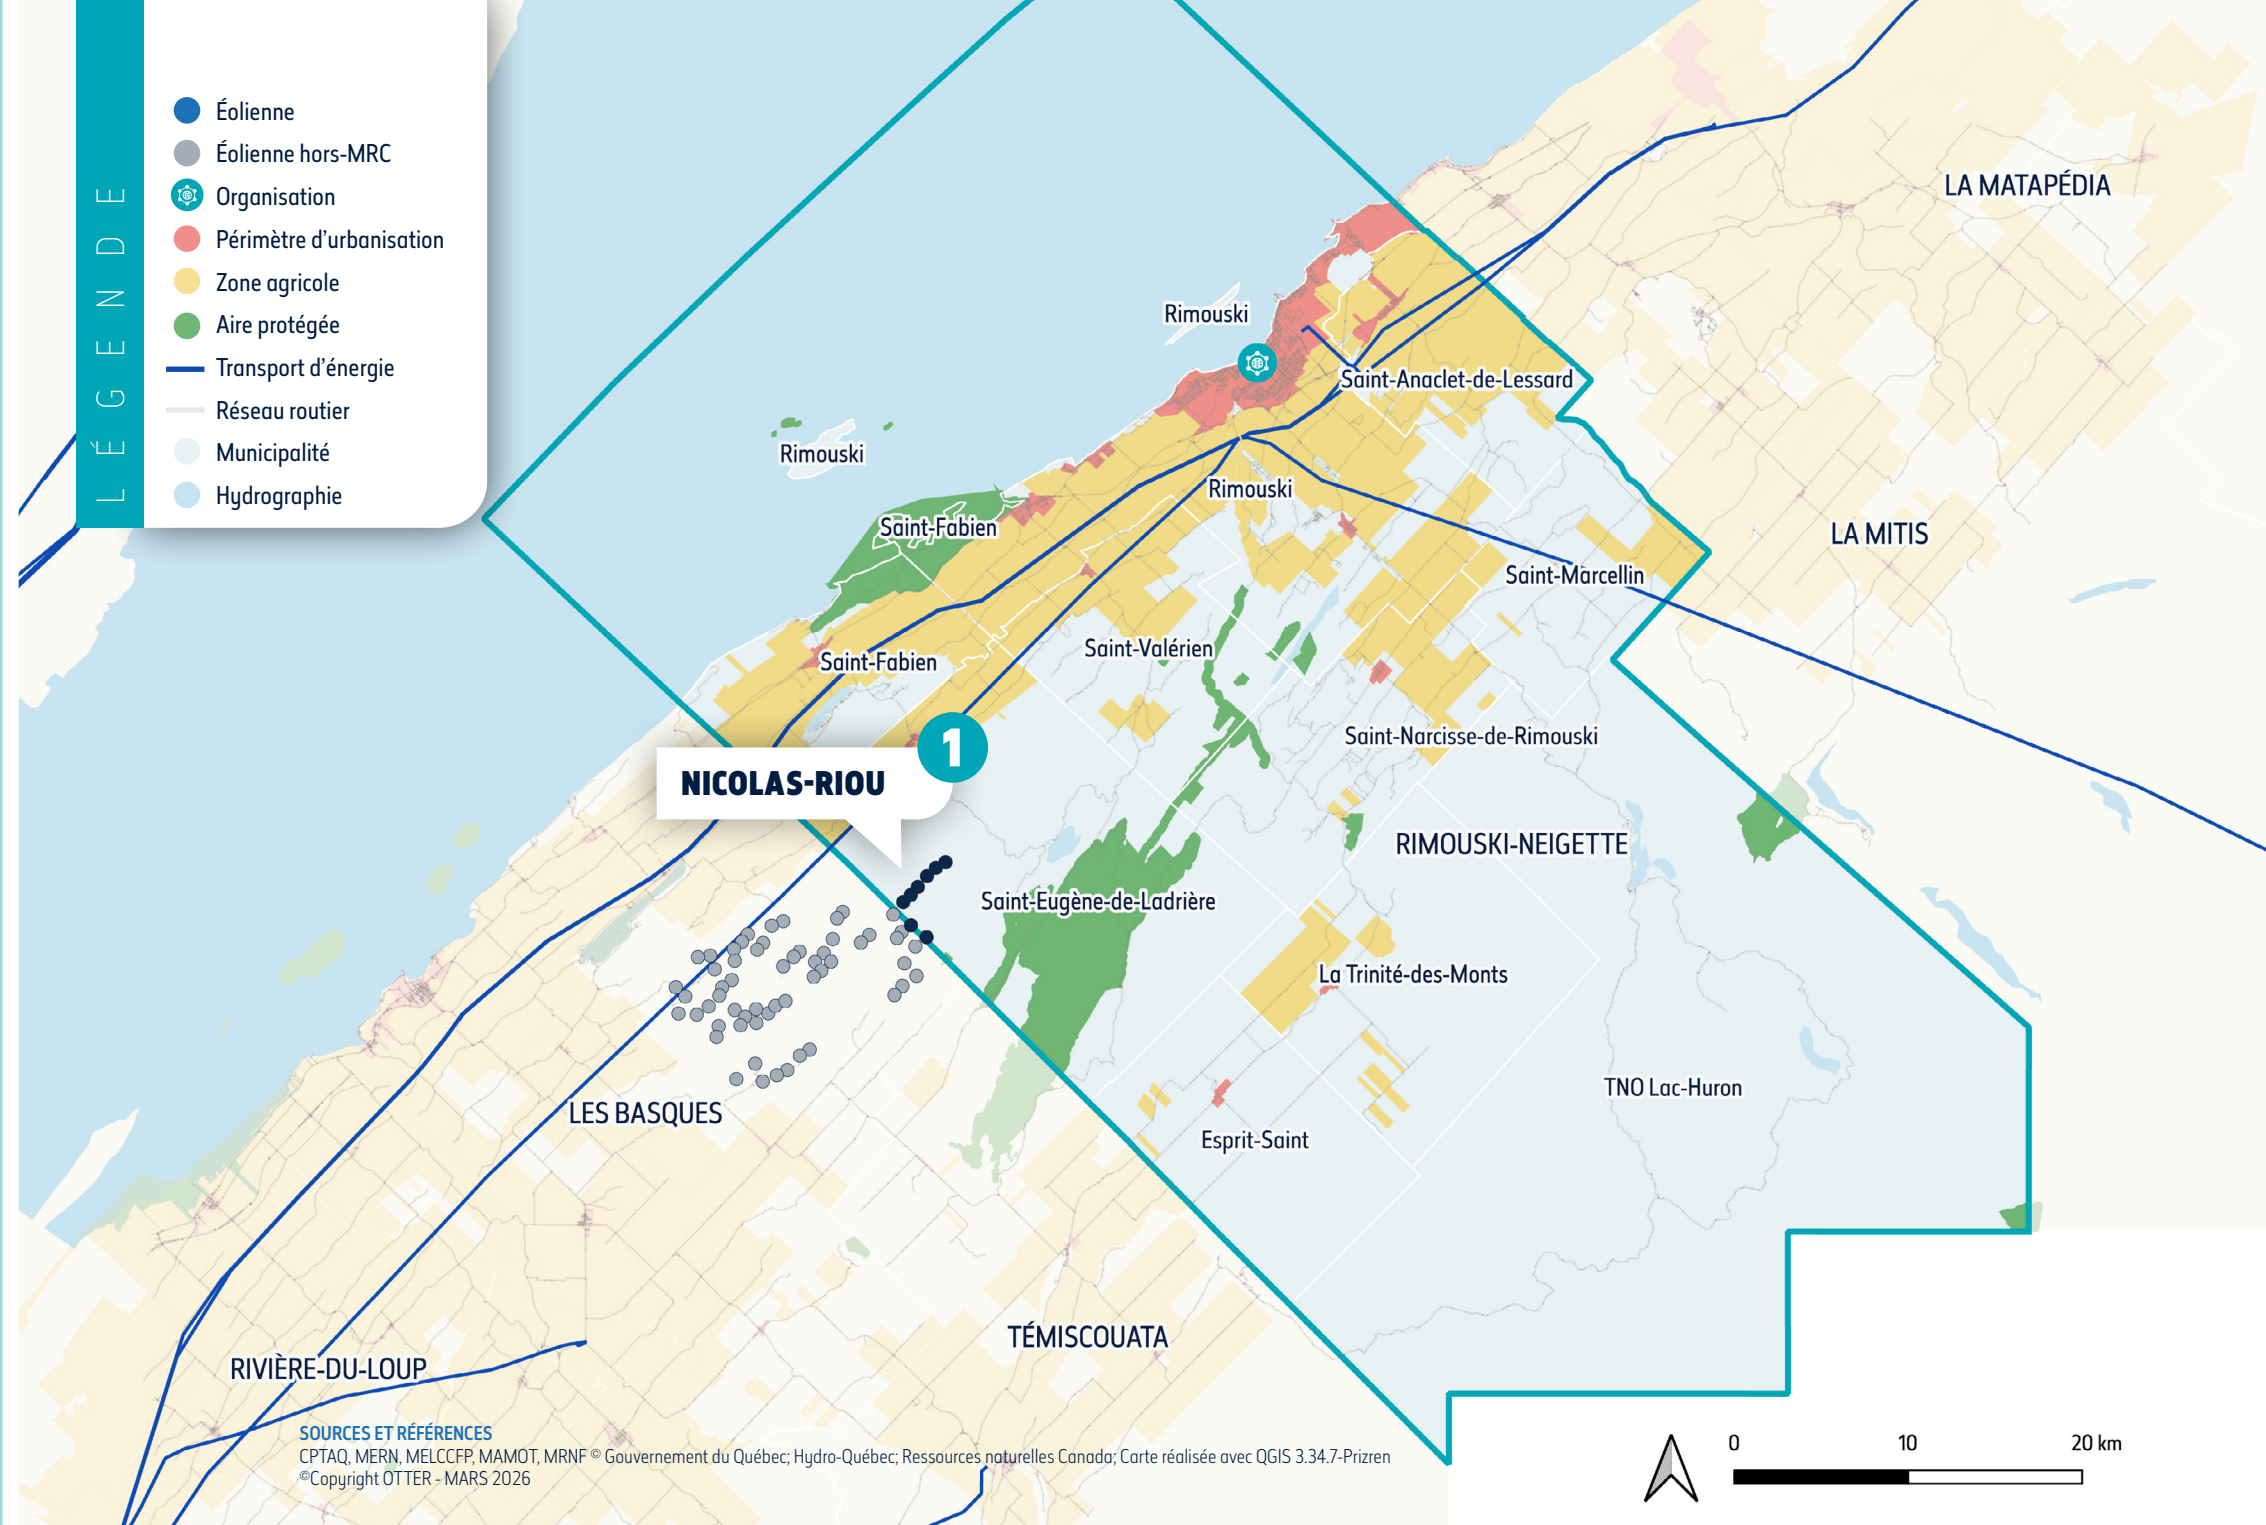 LÉGENDE
Éolienne
Éolienne hors-MRC
Organisation
Périmètre d'urbanisation
Zone agricole
Aire protégée
Transport d'énergie
Réseau routier
Municipalité
Hydrographie
LA MATAPÉDIA
Rimouski
Saint-Anaclet-de-Lessard
Rimouski
Rimouski
Saint-Fabien
LA MITIS
Saint-Marcellin
Saint-Valérien
Saint-Fabien
Saint-Narcisse-de-Rimouski
1
NICOLAS-RIOU
RIMOUSKI-NEIGETTE
Saint-Eugène-de-Ladrière
La Trinité-des-Monts
TNO Lac-Huron
LES BASQUES
Esprit-Saint
TÉMISCOUATA
RIVIÈRE-DU-LOUP
SOURCES ET RÉFÉRENCES
CPTAQ, MERN, MELCCFP, MAMOT, MRNF © Gouvernement du Québec; Hydro-Québec; Ressources naturelles Canada; Carte réalisée avec QGIS 3.34.7-Prizren
©Copyright OTTER - MARS 2026
0 10 20 km